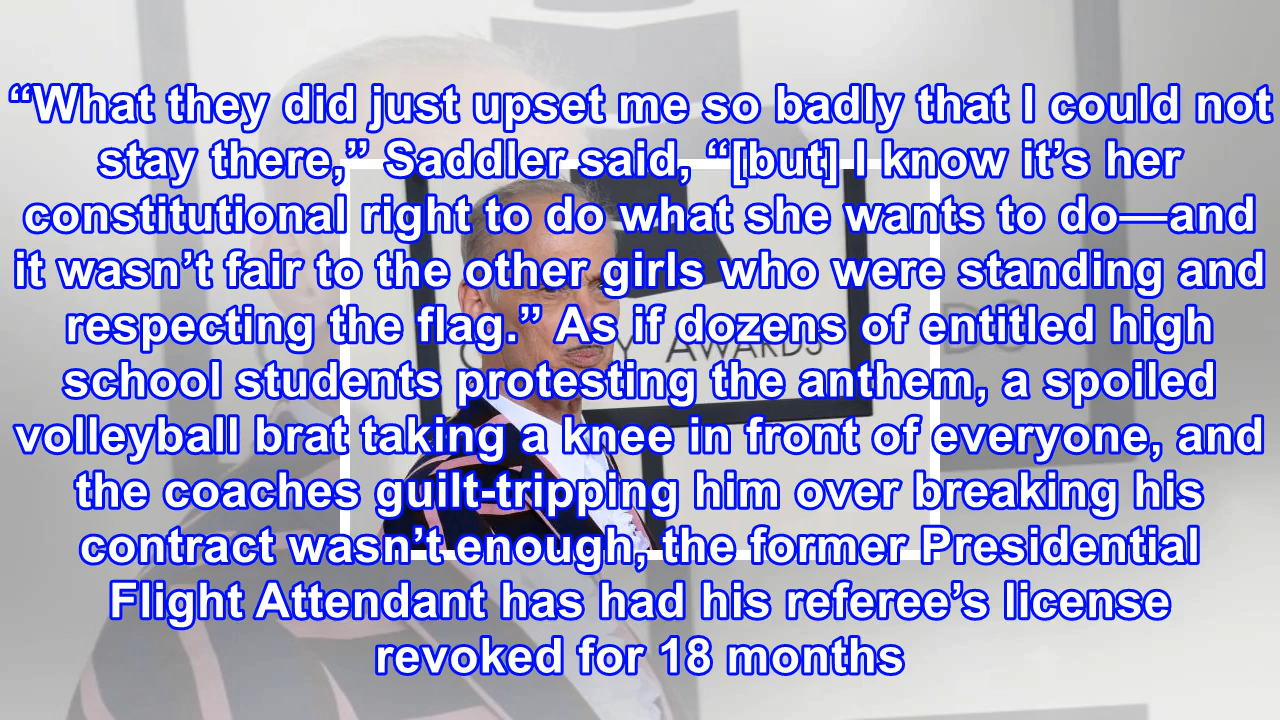 “What they did just upset me so badly that I could not
stay there,” Saddler said, “[but] I know it’s her
constitutional right to do what she wants to do—and
it wasn’t fair to the other girls who were standing and
respecting the flag.” As if dozens of entitled high
school students protesting the anthem, a spoiled
volleyball brat taking a knee in front of everyone, and
the coaches guilt-tripping him over breaking his
contract wasn’t enough, the former Presidential
Flight Attendant has had his referee’s license
revoked for 18 months
AWARDS